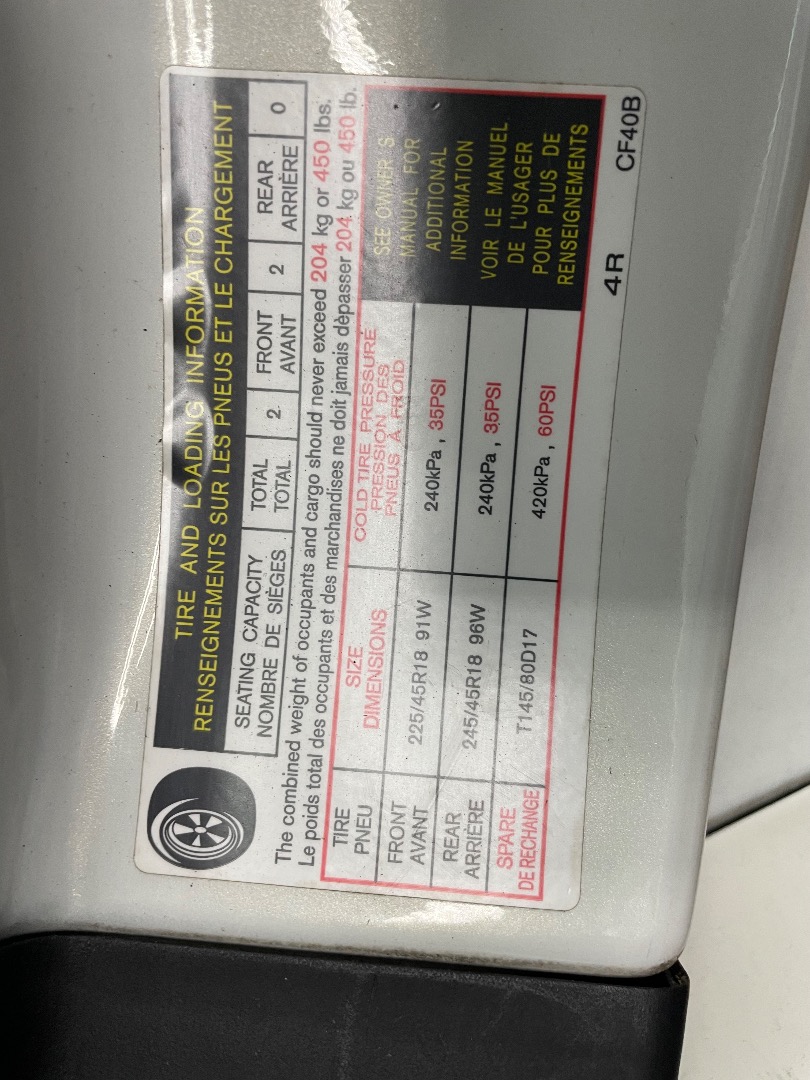 TIRE AND LOADING INFORMATION
RENSEIGNEMENTS SUR LES PNEUS ET LE CHARGEMENT
SEATING CAPACITY
NOMBRE DE SIÈGES
TOTAL
TOTAL
2
FRONT
AVANT
2
REAR
ARRIÈRE
0
The combined weight of occupants and cargo should never exceed 204 kg or 450 lbs.
Le poids total des occupants et des marchandises ne doit jamais dépasser 204 kg ou 450 lb.
TIRE
PNEU
SIZE
DIMENSIONS
COLD TIRE PRESSURE
PRESSION DES
PNEUS À FROID
FRONT
AVANT
225/45R18 91W
240kPa , 35PSI
REAR
ARRIÈRE
245/45R18 96W
240kPa , 35PSI
SPARE
DE RECHANGE
T145/80D17
420kPa , 60PSI
SEE OWNER'S
MANUAL FOR
ADDITIONAL
INFORMATION
VOIR LE MANUEL
DE L'USAGER
POUR PLUS DE
RENSEIGNEMENTS
4R CF40B